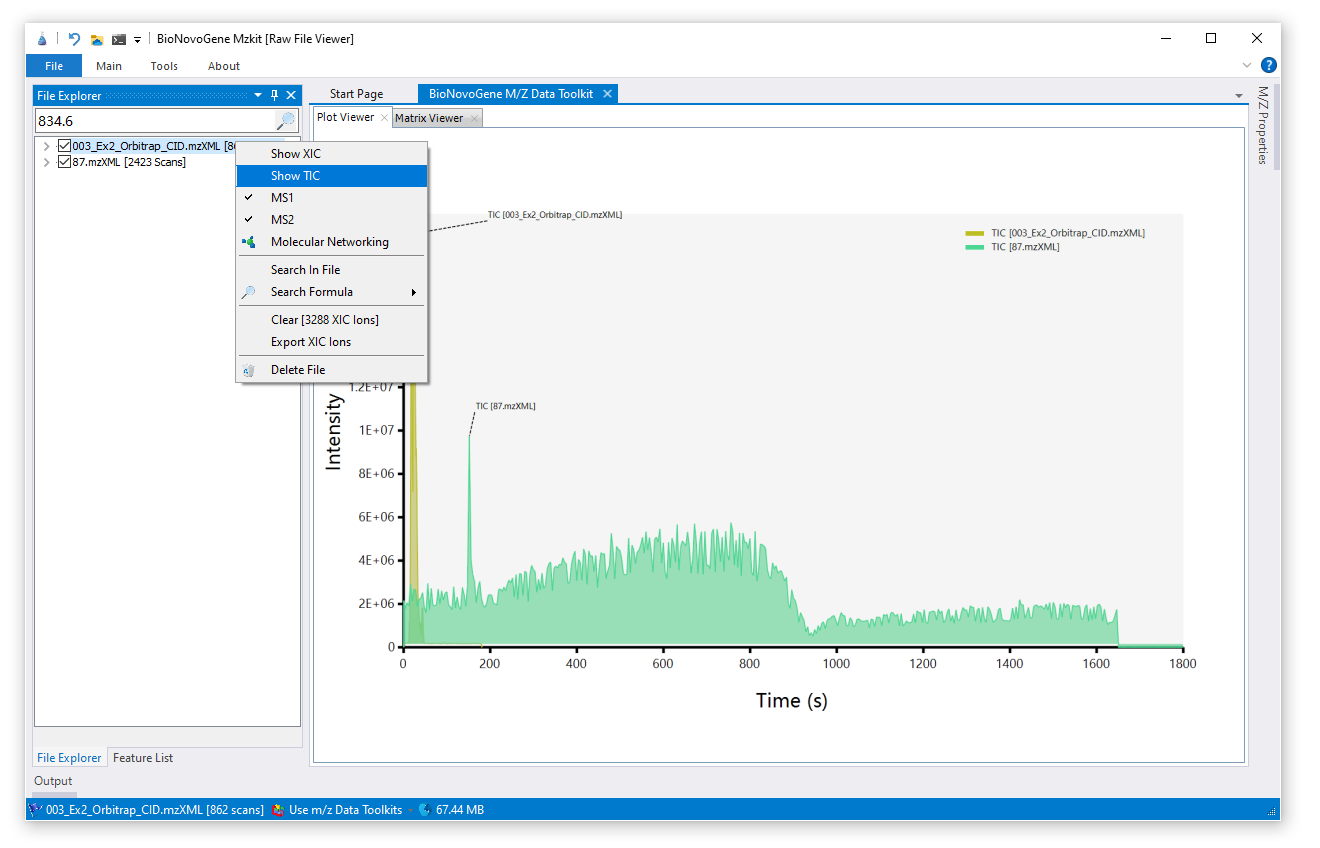 BioNovoGene Mzkit [Raw File Viewer]
File Main Tools About
?
File Explorer
Start Page
BioNovoGene M/Z Data Toolkit
M/Z Properties
834.6
Plot Viewer
Matrix Viewer
003_Ex2_Orbitrap_CID.mzXML [8
87.mzXML [2423 Scans]
Show XIC
Show TIC
MS1
MS2
Molecular Networking
Search In File
Search Formula
Clear [3288 XIC Ions]
Export XIC Ions
Delete File
TIC [003_Ex2_Orbitrap_CID.mzXML]
TIC [003_Ex2_Orbitrap_CID.mzXML]
TIC [87.mzXML]
1.2E+07
TIC [87.mzXML]
1E+07
8E+06
6E+06
4E+06
2E+06
0
Intensity
0 200 400 600 800 1000 1200 1400 1600 1800
Time (s)
File Explorer Feature List
Output
003_Ex2_Orbitrap_CID.mzXML [862 scans] Use m/z Data Toolkits 67.44 MB